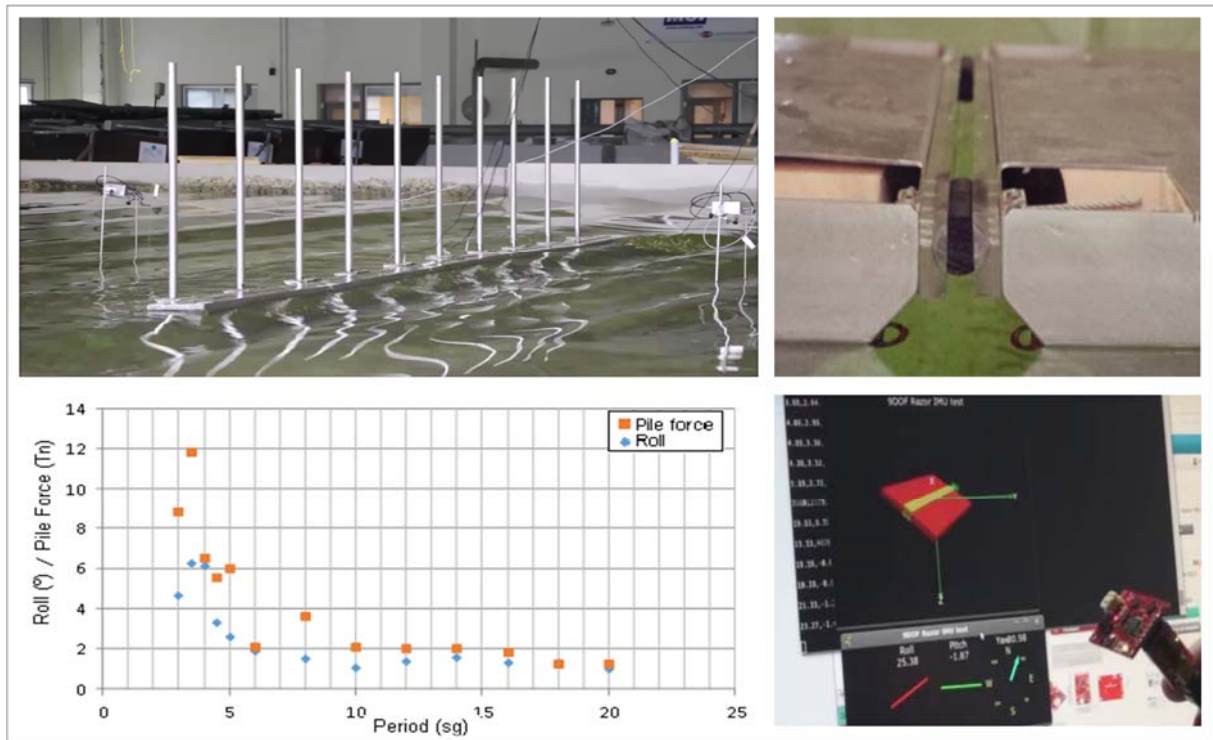 14
12
10
8
6
4
2
0
Roll (º) / Pile Force (Tn)
Pile force
Roll
0 5 10 15 20 25
Period (sg)
9DOF Razor IMU test
X
Y
Z
9DOF Razor IMU test
Roll
25.38
Pitch
-1.87
Yaw
N
W
E
S